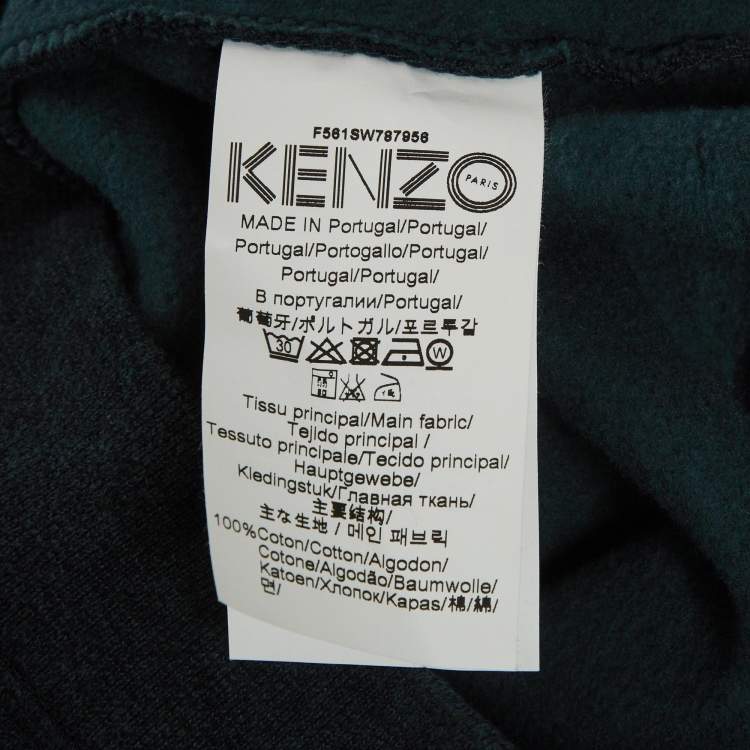 F561SW787956
KENZO PARIS
MADE IN Portugal/Portugal/
Portugal/Portogallo/Portugal/
Portugal/Portugal/
В португалии/Portugal/
葡萄牙/ポルトガル/포르투갈
30 W
Tissu principal/Main fabric/
Tejido principal /
Tessuto principale/Tecido principal/
Hauptgewebe/
Kledingstuk/Главная ткань/
主要结构/
主な生地 / 메인 패브릭
100%Coton/Cotton/Algodon/
Cotone/Algodão/Baumwolle/
Katoen/Хлопок/Kapas/棉/綿/
면/